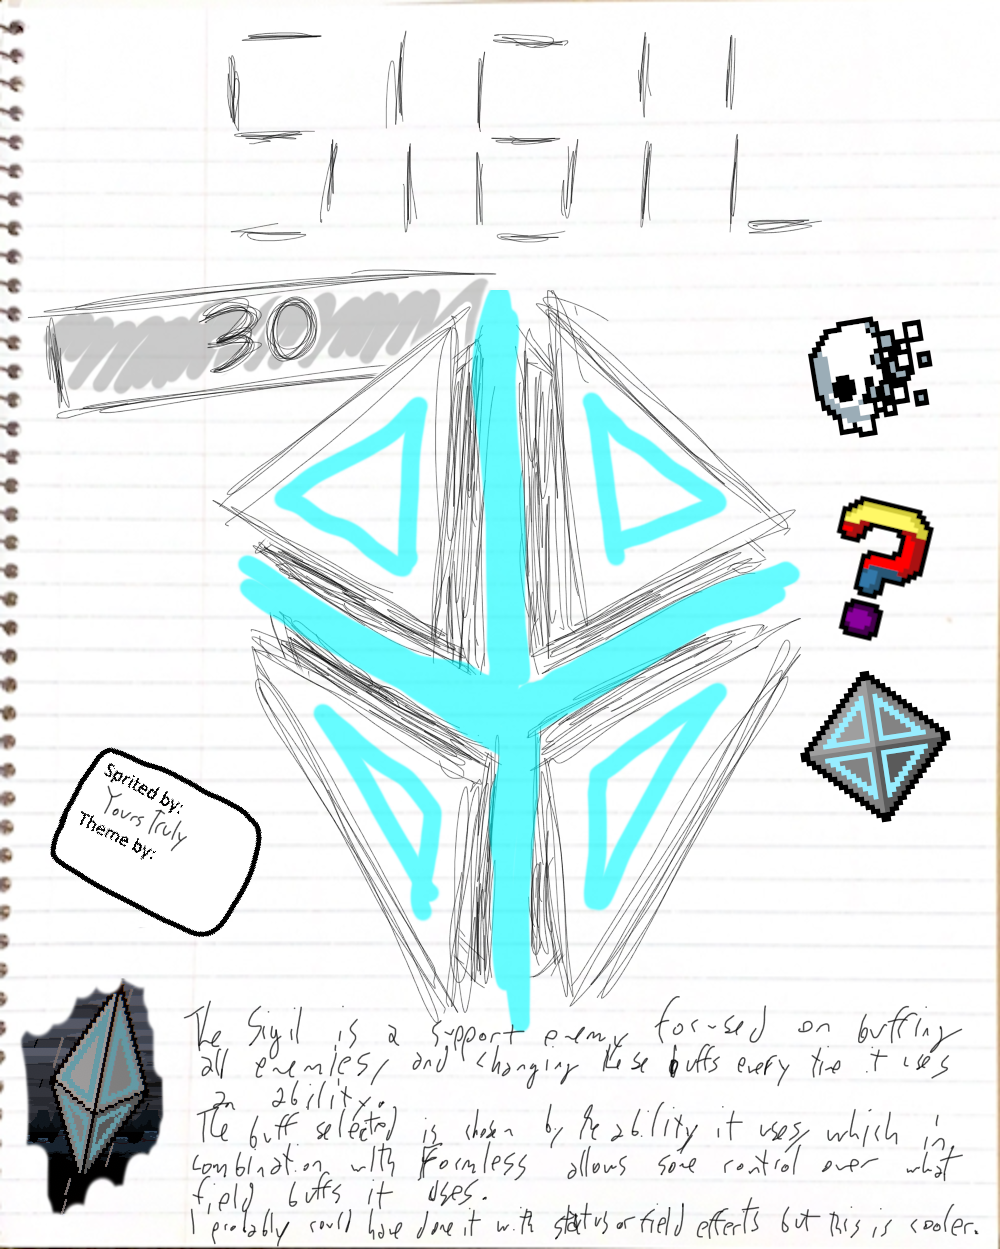 SIGIL
30
Sprited by:
Yours Truly
Theme by:
The Sigil is a support enemy focused on buffing
all enemies, and changing these buffs every time it uses
an ability.
The buff selected is chosen by the ability it uses, which in
combination with Formless allows some control over what
field buffs it uses.
I probably could have done it with status or field effects but this is cooler.